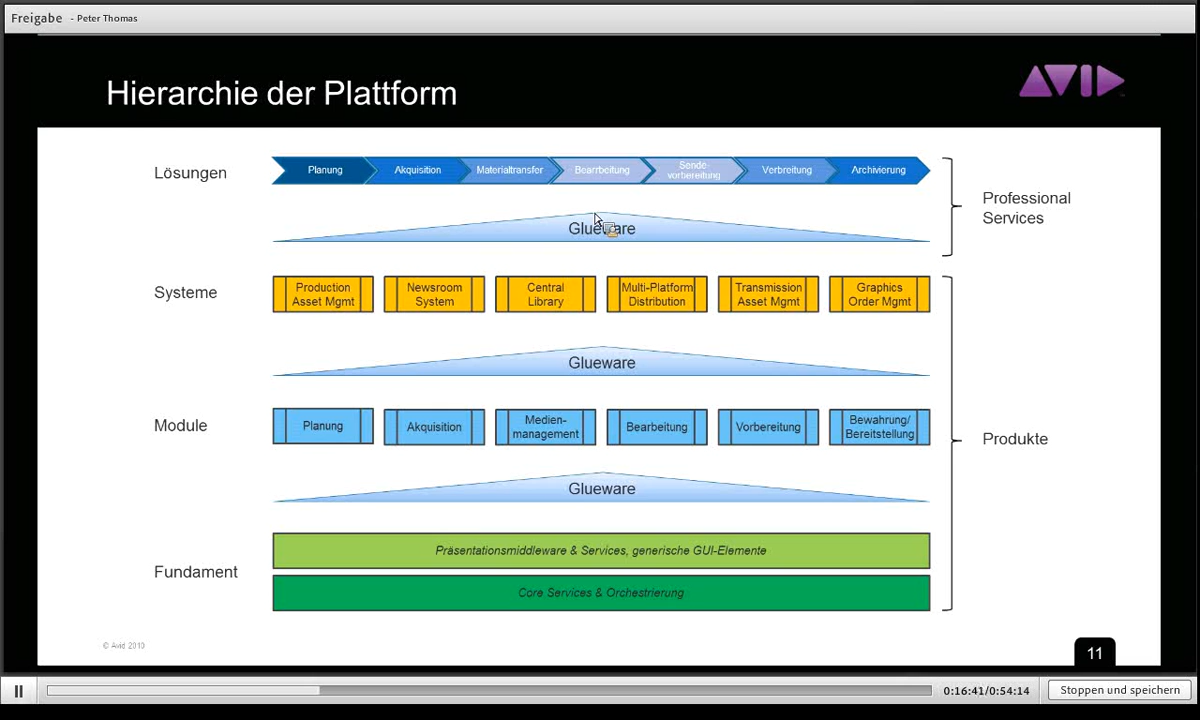 Freigabe - Peter Thomas
Hierarchie der Plattform
AVID
Lösungen
Planung
Akquisition
Materialtransfer
Bearbeitung
Sende-
vorbereitung
Verbreitung
Archivierung
Professional
Services
Glueware
Systeme
Production
Asset Mgmt
Newsroom
System
Central
Library
Multi-Platform
Distribution
Transmission
Asset Mgmt
Graphics
Order Mgmt
Glueware
Module
Planung
Akquisition
Medien-
management
Bearbeitung
Vorbereitung
Bewahrung/
Bereitstellung
Produkte
Glueware
Fundament
Präsentationsmiddleware & Services, generische GUI-Elemente
Core Services & Orchestrierung
© Avid 2010
11
0:16:41/0:54:14
Stoppen und speichern